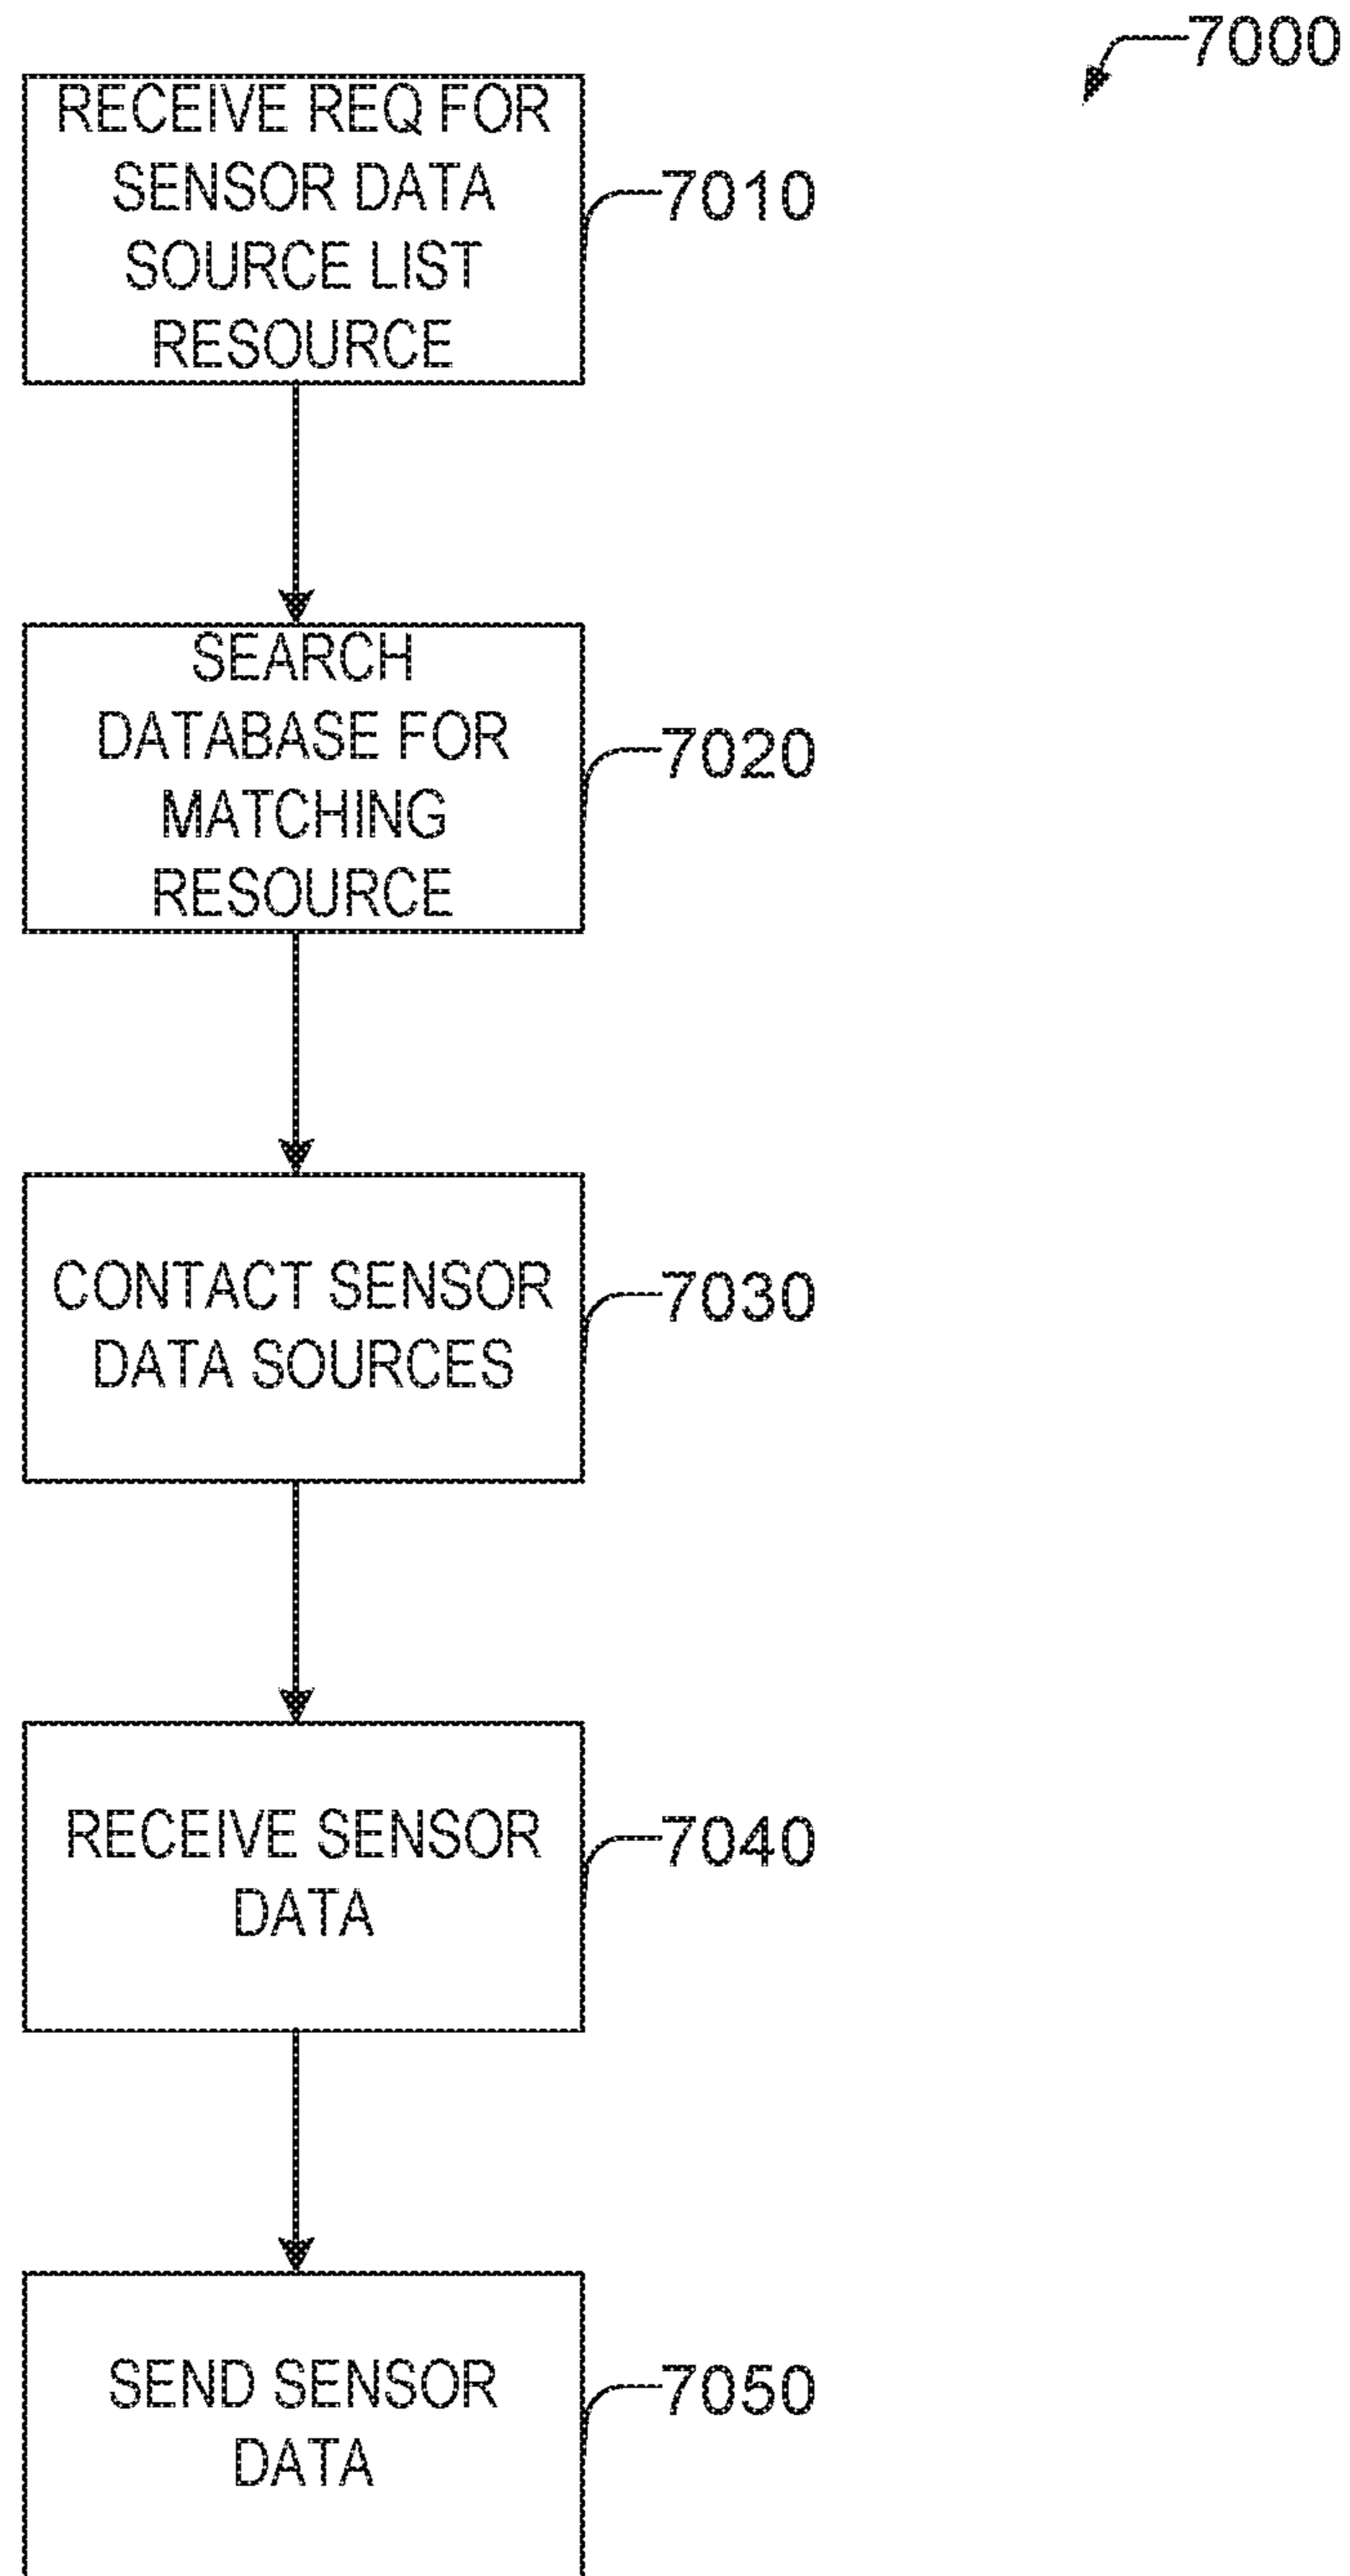 7000
RECEIVE REQ FOR
SENSOR DATA
SOURCE LIST
RESOURCE
7010
SEARCH
DATABASE FOR
MATCHING
RESOURCE
7020
CONTACT SENSOR
DATA SOURCES
7030
RECEIVE SENSOR
DATA
7040
SEND SENSOR
DATA
7050